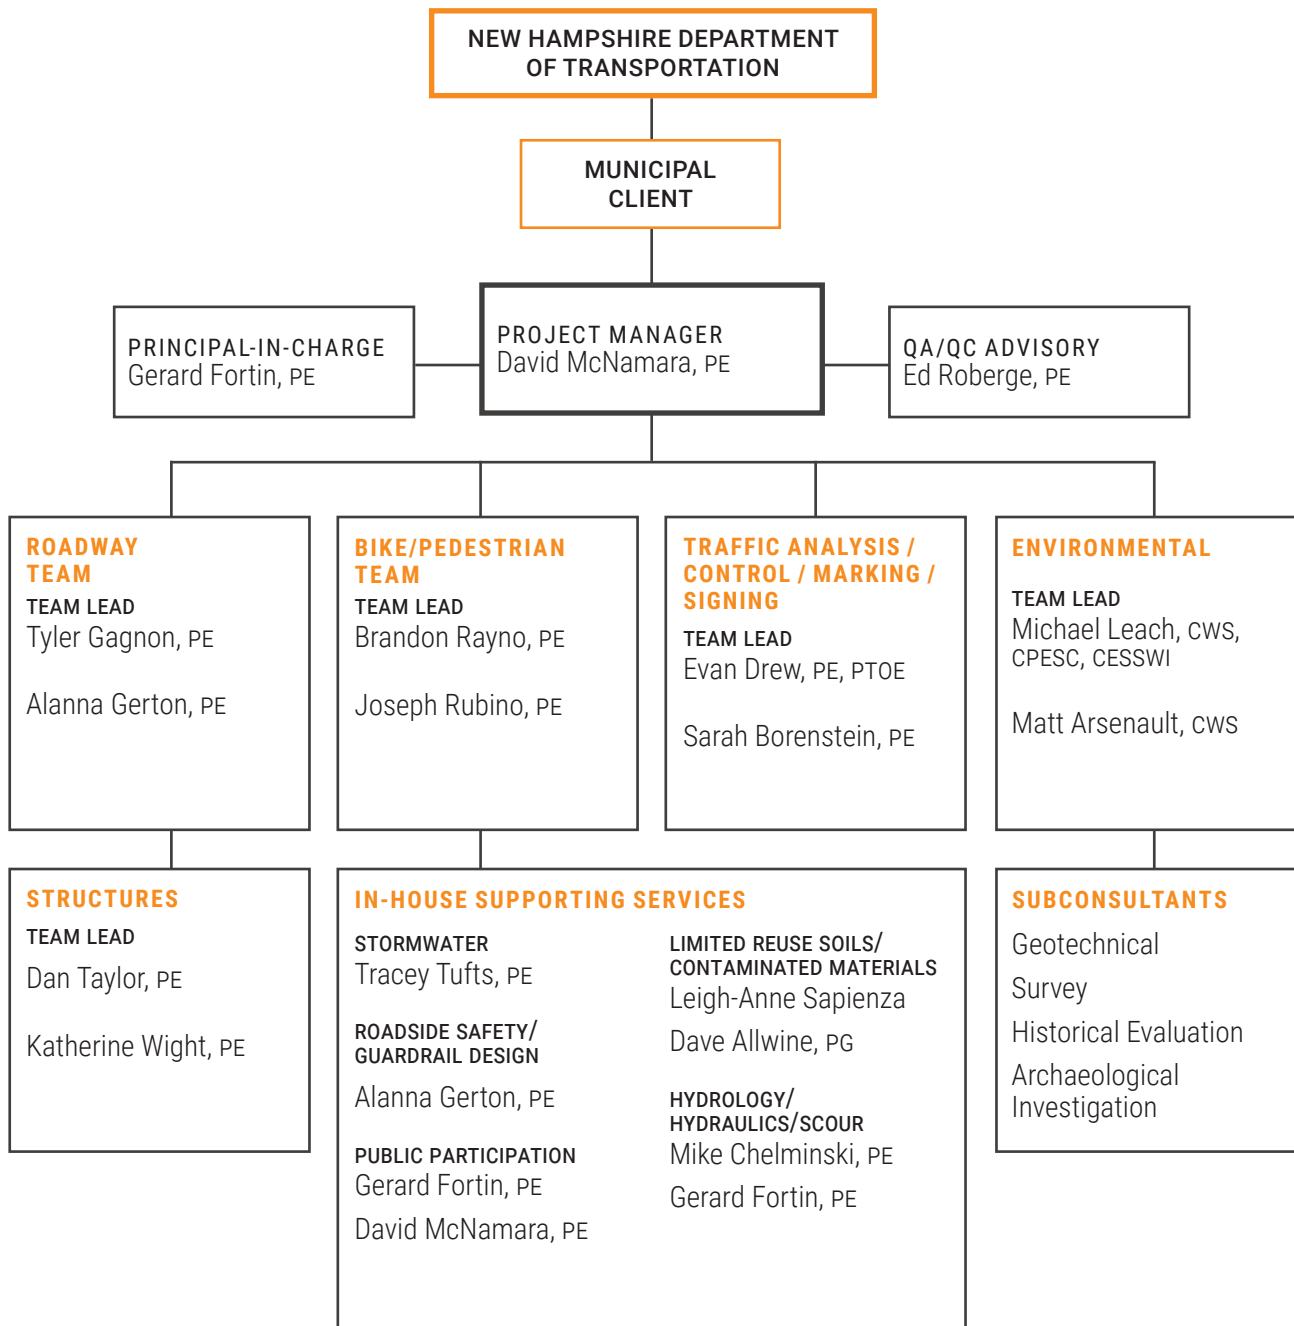 NEW HAMPSHIRE DEPARTMENT
OF TRANSPORTATION
MUNICIPAL
CLIENT
PRINCIPAL-IN-CHARGE
Gerard Fortin, PE
PROJECT MANAGER
David McNamara, PE
QA/QC ADVISORY
Ed Roberge, PE
ROADWAY
TEAM
TEAM LEAD
Tyler Gagnon, PE
Alanna Gerton, PE
BIKE/PEDESTRIAN
TEAM
TEAM LEAD
Brandon Rayno, PE
Joseph Rubino, PE
TRAFFIC ANALYSIS /
CONTROL / MARKING /
SIGNING
TEAM LEAD
Evan Drew, PE, PTOE
Sarah Borenstein, PE
ENVIRONMENTAL
TEAM LEAD
Michael Leach, CWS,
CPESC, CESSWI
Matt Arsenault, CWS
STRUCTURES
TEAM LEAD
Dan Taylor, PE
Katherine Wight, PE
IN-HOUSE SUPPORTING SERVICES
STORMWATER
Tracey Tufts, PE
ROADSIDE SAFETY/
GUARDRAIL DESIGN
Alanna Gerton, PE
PUBLIC PARTICIPATION
Gerard Fortin, PE
David McNamara, PE
LIMITED REUSE SOILS/
CONTAMINATED MATERIALS
Leigh-Anne Sapienza
Dave Allwine, PG
HYDROLOGY/
HYDRAULICS/SCOUR
Mike Chelminski, PE
Gerard Fortin, PE
SUBCONSULTANTS
Geotechnical
Survey
Historical Evaluation
Archaeological
Investigation